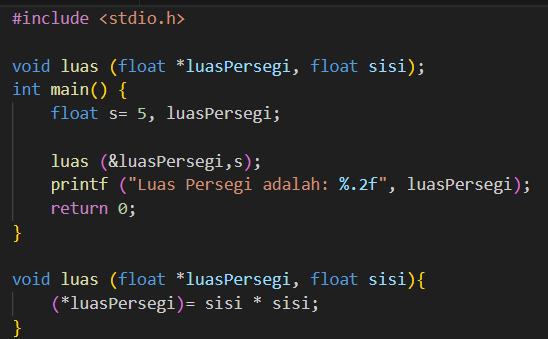 #include <stdio.h>
void luas (float *luasPersegi, float sisi);
int main() {
float s= 5, luasPersegi;
luas (&luasPersegi,s);
printf ("Luas Persegi adalah: %.2f", luasPersegi);
return 0;
}
void luas (float *luasPersegi, float sisi){
(*luasPersegi)= sisi * sisi;
}